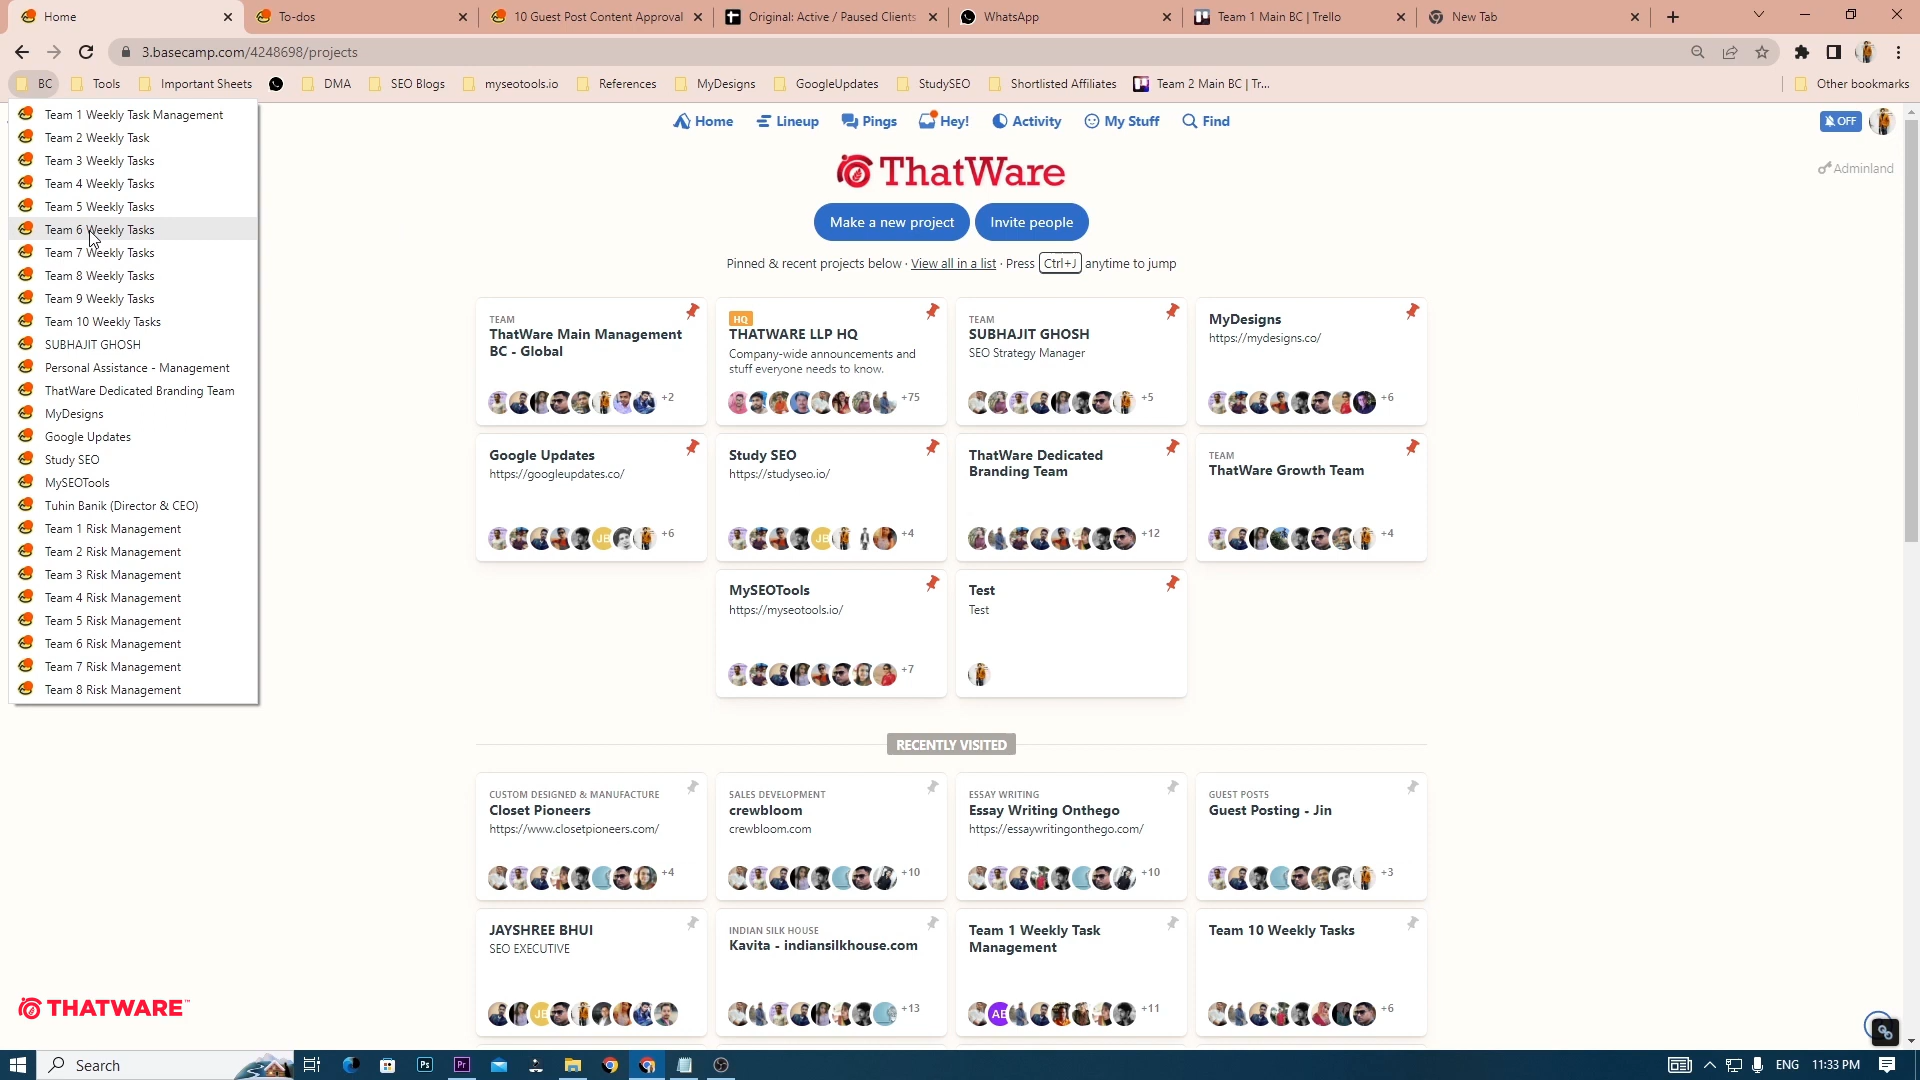 Home
To-dos
10 Guest Post Content Approval
Original: Active / Paused Clients
WhatsApp
Team 1 Main BC | Trello
New Tab
3.basecamp.com/4248698/projects
BC
Tools
Important Sheets
DMA
SEO Blogs
myseotools.io
References
MyDesigns
GoogleUpdates
StudySEO
Shortlisted Affiliates
Team 2 Main BC | Tr...
Other bookmarks
Team 1 Weekly Task Management
Team 2 Weekly Task
Team 3 Weekly Tasks
Team 4 Weekly Tasks
Team 5 Weekly Tasks
Team 6 Weekly Tasks
Team 7 Weekly Tasks
Team 8 Weekly Tasks
Team 9 Weekly Tasks
Team 10 Weekly Tasks
SUBHAJIT GHOSH
Personal Assistance - Management
ThatWare Dedicated Branding Team
MyDesigns
Google Updates
Study SEO
MySEOTools
Tuhin Banik (Director & CEO)
Team 1 Risk Management
Team 2 Risk Management
Team 3 Risk Management
Team 4 Risk Management
Team 5 Risk Management
Team 6 Risk Management
Team 7 Risk Management
Team 8 Risk Management
Home
Lineup
Pings
Hey!
Activity
My Stuff
Find
OFF
ThatWare
Adminland
Make a new project
Invite people
Pinned & recent projects below · View all in a list · Press Ctrl+J anytime to jump
TEAM
ThatWare Main Management
BC - Global
+2
HQ
THATWARE LLP HQ
Company-wide announcements and
stuff everyone needs to know.
+75
TEAM
SUBHAJIT GHOSH
SEO Strategy Manager
+5
MyDesigns
https://mydesigns.co/
+6
Google Updates
https://googleupdates.co/
JB
+6
Study SEO
https://studyseo.io/
JB
+4
ThatWare Dedicated
Branding Team
+12
TEAM
ThatWare Growth Team
+4
MySEOTools
https://myseotools.io/
+7
Test
Test
RECENTLY VISITED
CUSTOM DESIGNED & MANUFACTURE
Closet Pioneers
https://www.closetpioneers.com/
+4
SALES DEVELOPMENT
crewbloom
crewbloom.com
+10
ESSAY WRITING
Essay Writing Onthego
https://essaywritingonthego.com/
+10
GUEST POSTS
Guest Posting - Jin
+3
JAYSHREE BHUI
SEO EXECUTIVE
JB
INDIAN SILK HOUSE
Kavita - indiansilkhouse.com
+13
Team 1 Weekly Task
Management
AB
+11
Team 10 Weekly Tasks
+6
THATWARE™
Search
Ps
Pr
ENG
11:33 PM